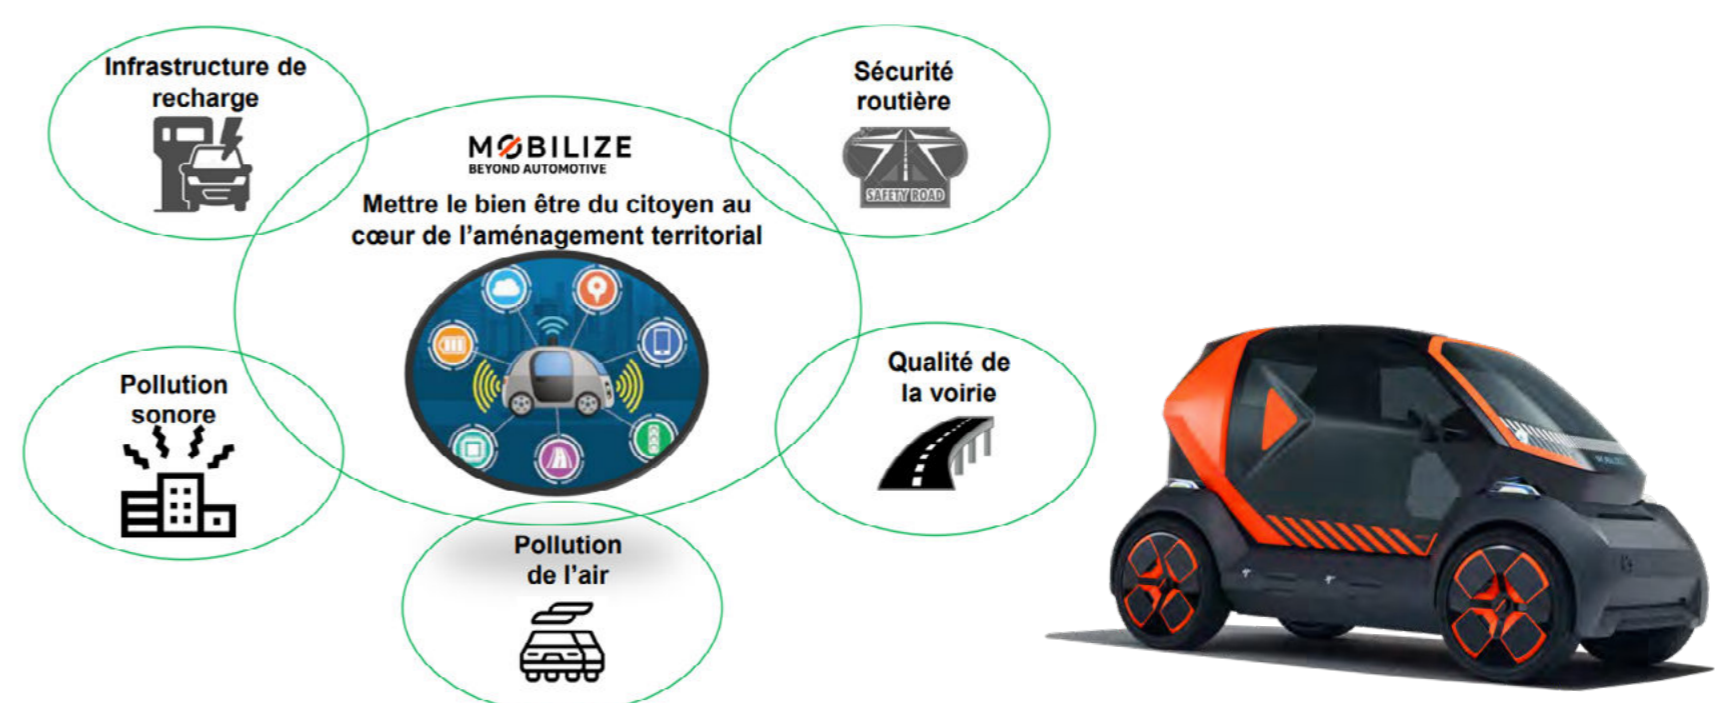 Infrastructure de
recharge
Sécurité
routière
SAFETY ROAD
MOBILIZE
BEYOND AUTOMOTIVE
Mettre le bien être du citoyen au
cœur de l'aménagement territorial
Pollution
sonore
Qualité de
la voirie
Pollution
de l'air